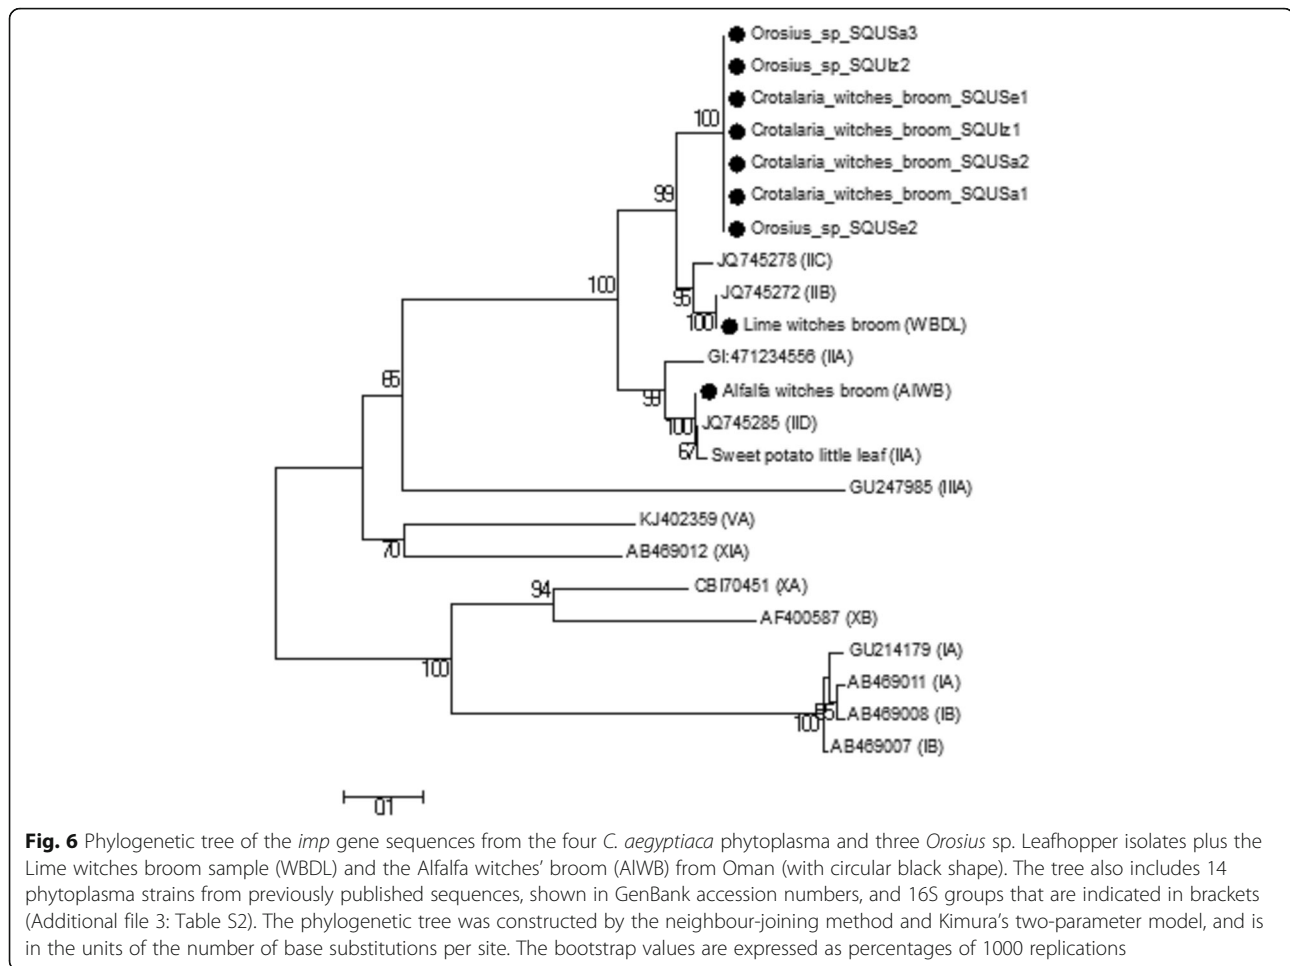 Orosius_sp_SQUSa3
Orosius_sp_SQUIz2
Crotalaria_witches_broom_SQUSe1
100
Crotalaria_witches_broom_SQUIz1
Crotalaria_witches_broom_SQUSa2
99
Crotalaria_witches_broom_SQUSa1
Orosius_sp_SQUSe2
JQ745278 (IIC)
100
95
JQ745272 (IIB)
100
Lime witches broom (WBDL)
GI:471234556 (IIA)
65
99
Alfalfa witches broom (AlWB)
100
JQ745285 (IID)
67
Sweet potato little leaf (IIA)
GU247985 (IIIA)
KJ402359 (VA)
70
AB469012 (XIA)
94
CBI70451 (XA)
AF400587 (XB)
GU214179 (IA)
100
AB469011 (IA)
AB469008 (IB)
100
AB469007 (IB)
0.1
Fig. 6 Phylogenetic tree of the imp gene sequences from the four C. aegyptiaca phytoplasma and three Orosius sp. Leafhopper isolates plus the
Lime witches broom sample (WBDL) and the Alfalfa witches’ broom (AlWB) from Oman (with circular black shape). The tree also includes 14
phytoplasma strains from previously published sequences, shown in GenBank accession numbers, and 16S groups that are indicated in brackets
(Additional file 3: Table S2). The phylogenetic tree was constructed by the neighbour-joining method and Kimura’s two-parameter model, and is
in the units of the number of base substitutions per site. The bootstrap values are expressed as percentages of 1000 replications